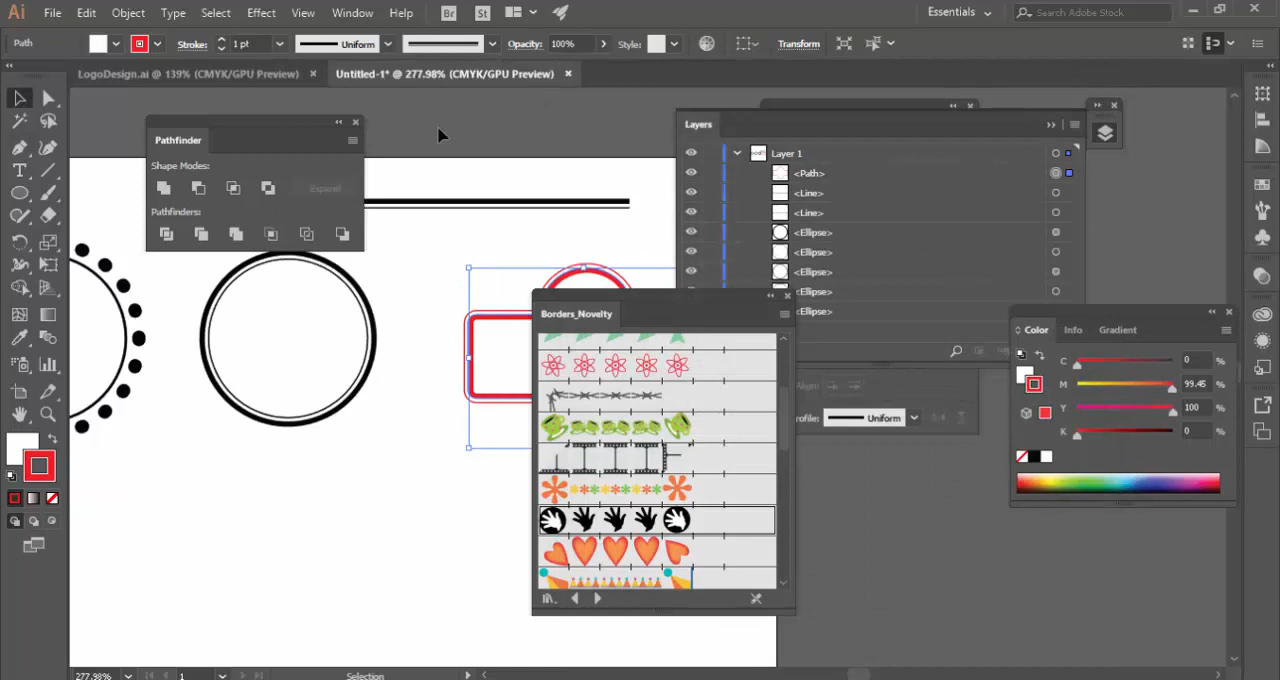 Ai File Edit Object Type Select Effect View Window Help Br St Essentials Search Adobe Stock
Path Stroke: 1 pt Uniform Opacity: 100% Style: Transform
LogoDesign.ai @ 139% (CMYK/GPU Preview) × Untitled-1* @ 277.98% (CMYK/GPU Preview) ×
Pathfinder
Shape Modes:
Expand
Pathfinders:
Layers
Layer 1
<Path>
<Line>
<Line>
<Ellipse>
<Ellipse>
<Ellipse>
<Ellipse>
<Ellipse>
Borders_Novelty
Align:
Profile: Uniform
Color Info Gradient
C 0 %
M 99.45 %
Y 100 %
K 0 %
277.98% 1 Selection